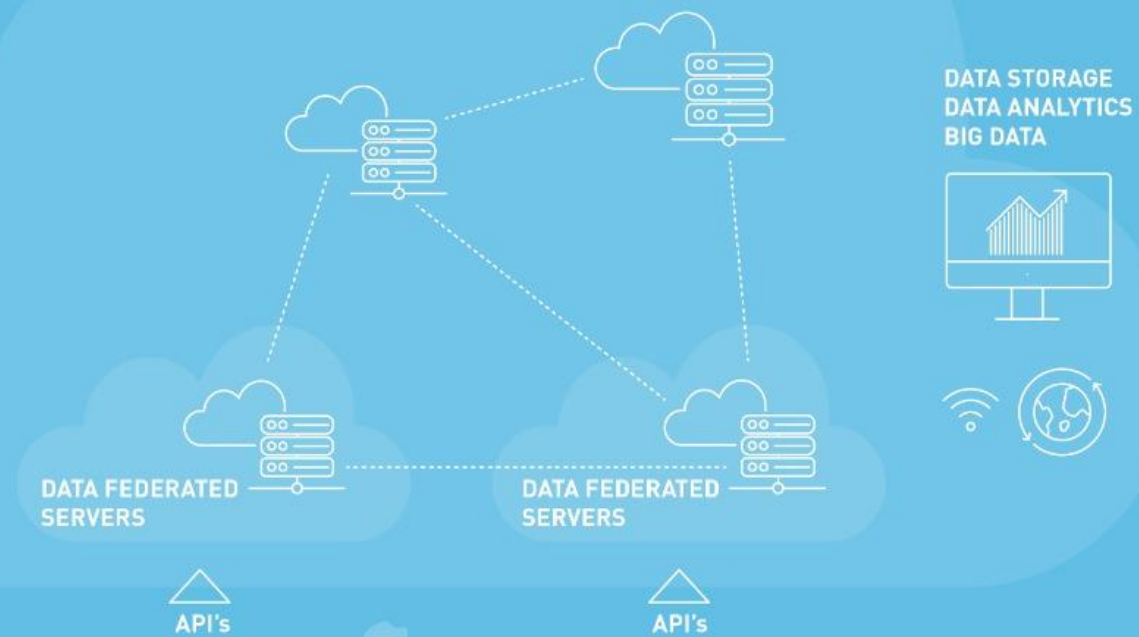 DATA STORAGE
DATA ANALYTICS
BIG DATA
DATA FEDERATED
SERVERS
DATA FEDERATED
SERVERS
API's
API's